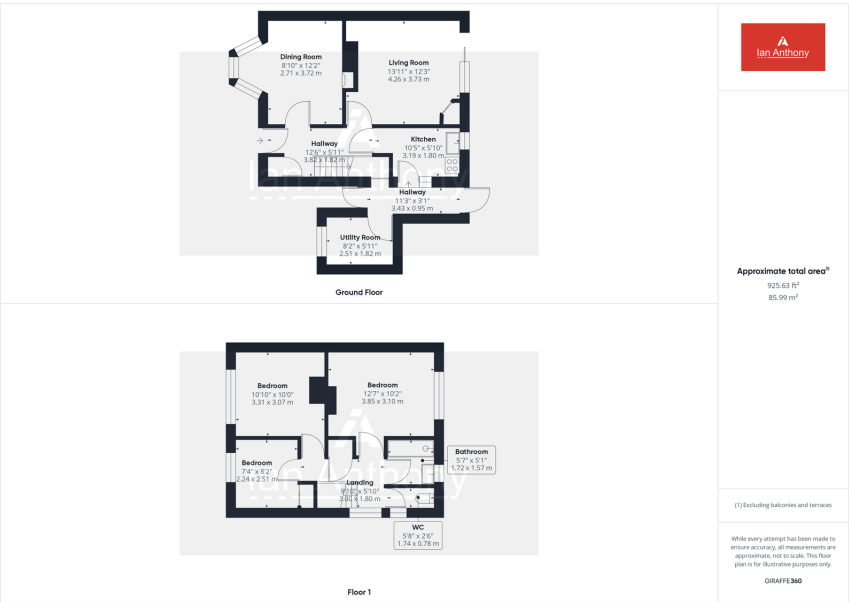 Dining Room
8'10" x 12'2"
2.71 x 3.72 m
Living Room
13'11" x 12'3"
4.26 x 3.73 m
Hallway
12'6" x 5'11"
3.82 x 1.82 m
Kitchen
10'5" x 5'10"
3.19 x 1.80 m
Hallway
11'3" x 3'1"
3.43 x 0.95 m
Utility Room
8'2" x 5'11"
2.51 x 1.82 m
Ian Anthony
Ground Floor
Bedroom
10'10" x 10'0"
3.31 x 3.07 m
Bedroom
12'7" x 10'2"
3.85 x 3.10 m
Bedroom
7'4" x 8'2"
2.24 x 2.51 m
Landing
9'10" x 5'10"
3.00 x 1.80 m
Bathroom
5'7" x 5'1"
1.72 x 1.57 m
WC
5'8" x 2'6"
1.74 x 0.78 m
Ian Anthony
Floor 1
Ian Anthony
Approximate total area⁽¹⁾
925.63 ft²
85.99 m²
(1) Excluding balconies and terraces
While every attempt has been made to
ensure accuracy, all measurements are
approximate, not to scale. This floor
plan is for illustrative purposes only.
GIRAFFE360